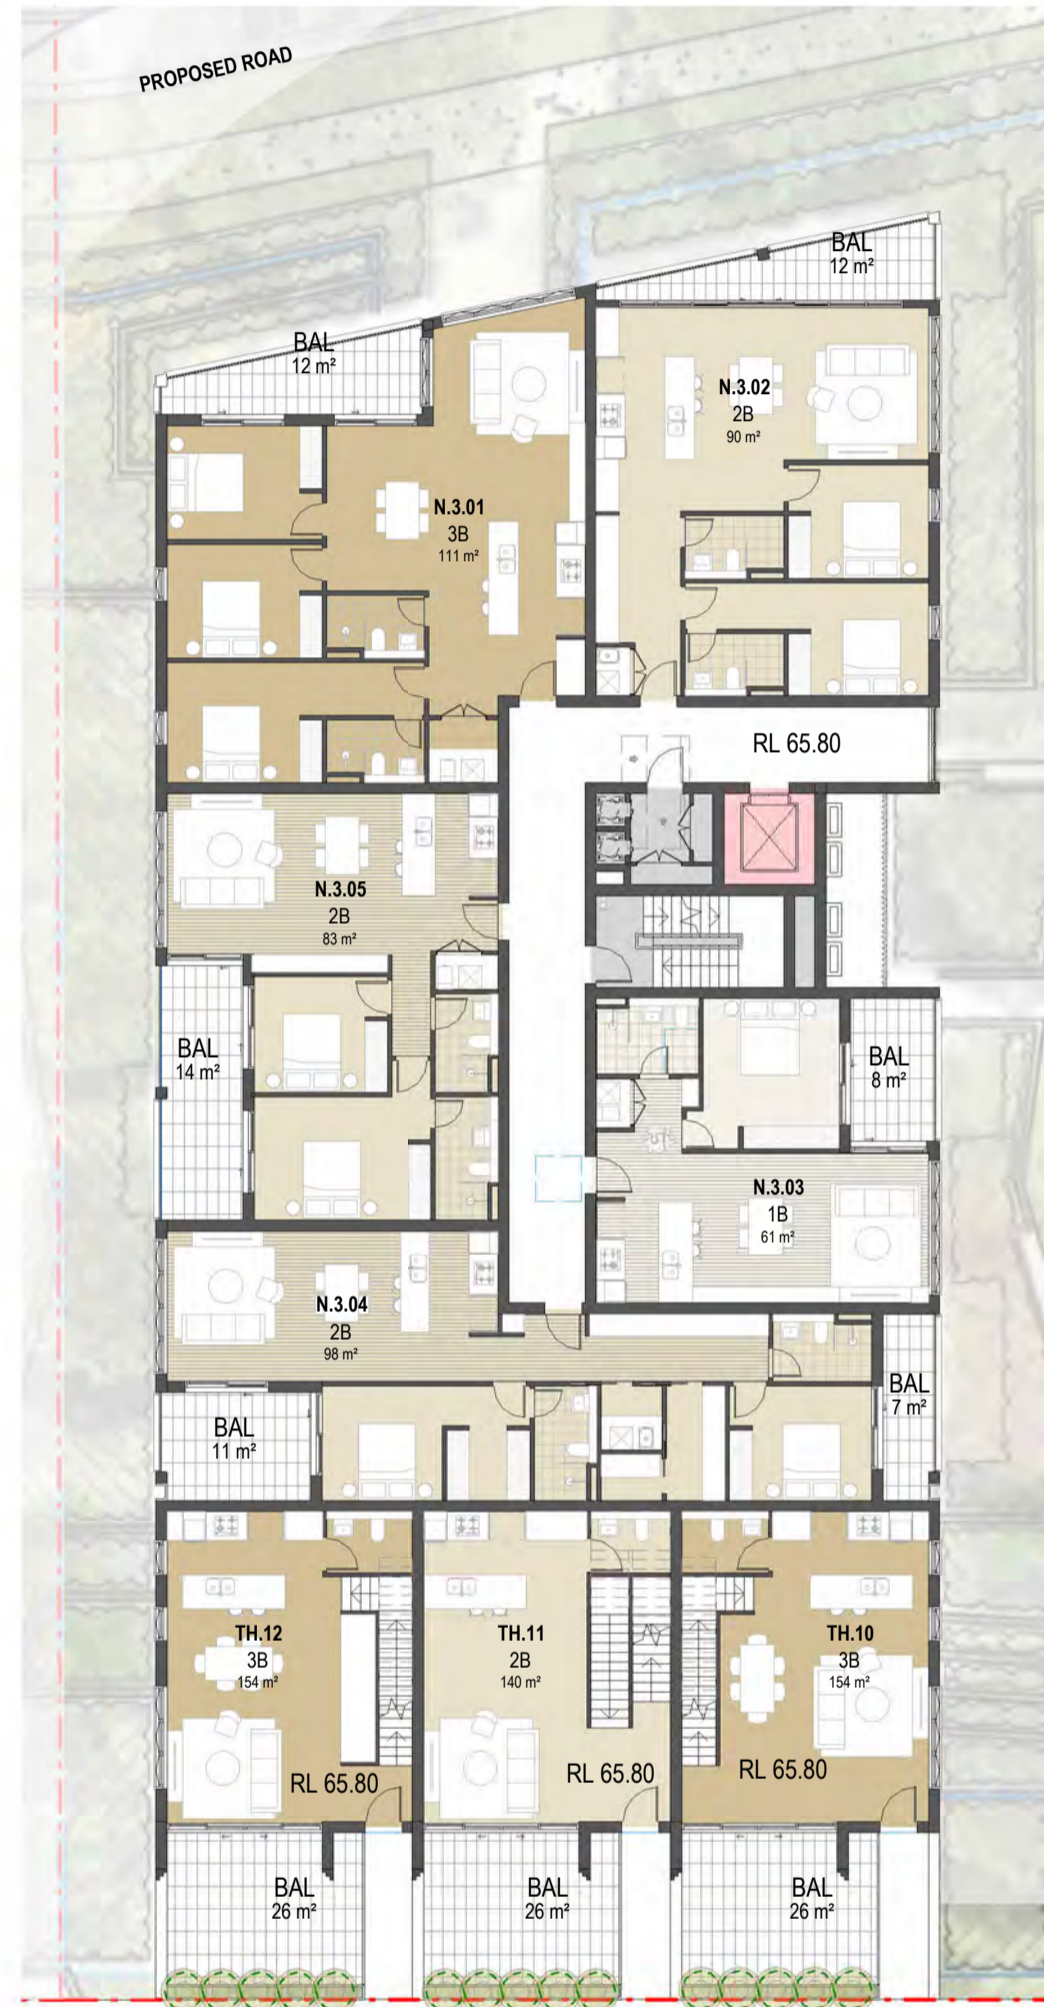 PROPOSED ROAD
BAL
12 m²
BAL
12 m²
N.3.02
2B
90 m²
N.3.01
3B
111 m²
RL 65.80
N.3.05
2B
83 m²
BAL
14 m²
BAL
8 m²
N.3.03
1B
61 m²
N.3.04
2B
98 m²
BAL
7 m²
BAL
11 m²
TH.12
3B
154 m²
TH.11
2B
140 m²
TH.10
3B
154 m²
RL 65.80
RL 65.80
RL 65.80
BAL
26 m²
BAL
26 m²
BAL
26 m²